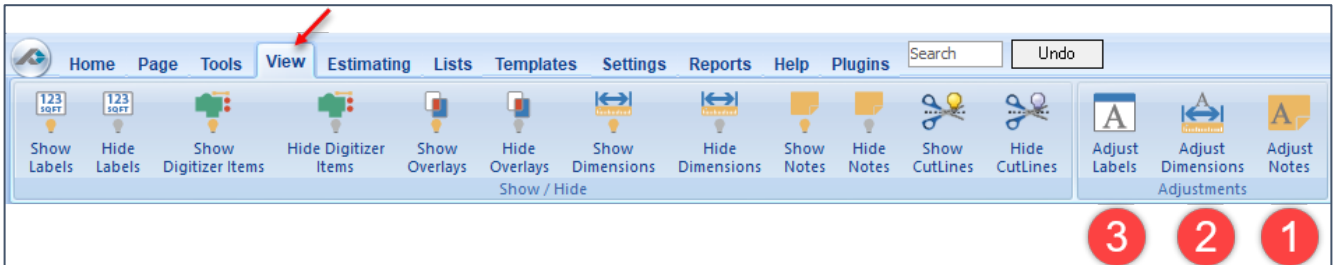 Home Page Tools View Estimating Lists Templates Settings Reports Help Plugins Search Undo
123 SQFT 123 SQFT A A A
Show Labels Hide Labels Show Digitizer Items Hide Digitizer Items Show Overlays Hide Overlays Show Dimensions Hide Dimensions Show Notes Hide Notes Show CutLines Hide CutLines Adjust Labels Adjust Dimensions Adjust Notes
Show / Hide Adjustments
3 2 1